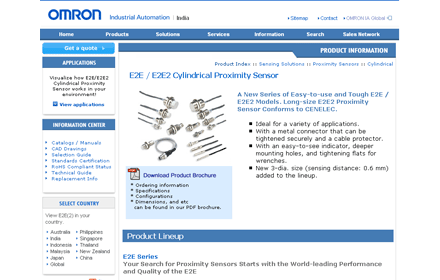 OMRON Industrial Automation | India
Sitemap Contact OMRON IA Global
Home Products Solutions Services Information Search Sales Network
Get a quote
PRODUCT INFORMATION
Product Index :: Sensing Solutions :: Proximity Sensors :: Cylindrical
APPLICATIONS
Visualize how E2E/E2E2
Cylindrical Proximity
Sensor works in your
environment!
View applications
INFORMATION CENTER
Catalogs / Manuals
CAD Drawings
Selection Guide
Standards Certification
RoHS Compliant Status
Technical Guide
Replacement Info
SELECT COUNTRY
View E2E(2) in your
country.
Australia Philippines
India Singapore
Indonesia Thailand
Malaysia New Zealand
Japan China
Global
E2E / E2E2 Cylindrical Proximity Sensor
A New Series of Easy-to-use and Tough E2E /
E2E2 Models. Long-size E2E2 Proximity
Sensor Conforms to CENELEC.
Ideal for a variety of applications.
With a metal connector that can be
tightened securely and a cable protector.
With an easy-to-see indicator, deeper
mounting holes, and tightening flats for
wrenches.
New 3-dia. size (sensing distance: 0.6 mm)
added to the lineup.
Download Product Brochure
* Ordering information
* Specifications
* Configurations
* Dimensions, and etc
can be found in our PDF brochure.
Product Lineup
E2E Series
Your Search for Proximity Sensors Starts with the World-leading Performance
and Quality of the E2E